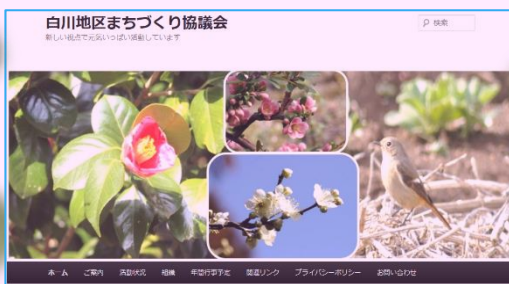 白川地区まちづくり協議会
新しい視点で元気いっぱい活動しています
検索
ホーム ご案内 活動状況 組織 年間行事予定 関連リンク プライバシーポリシー お問い合わせ